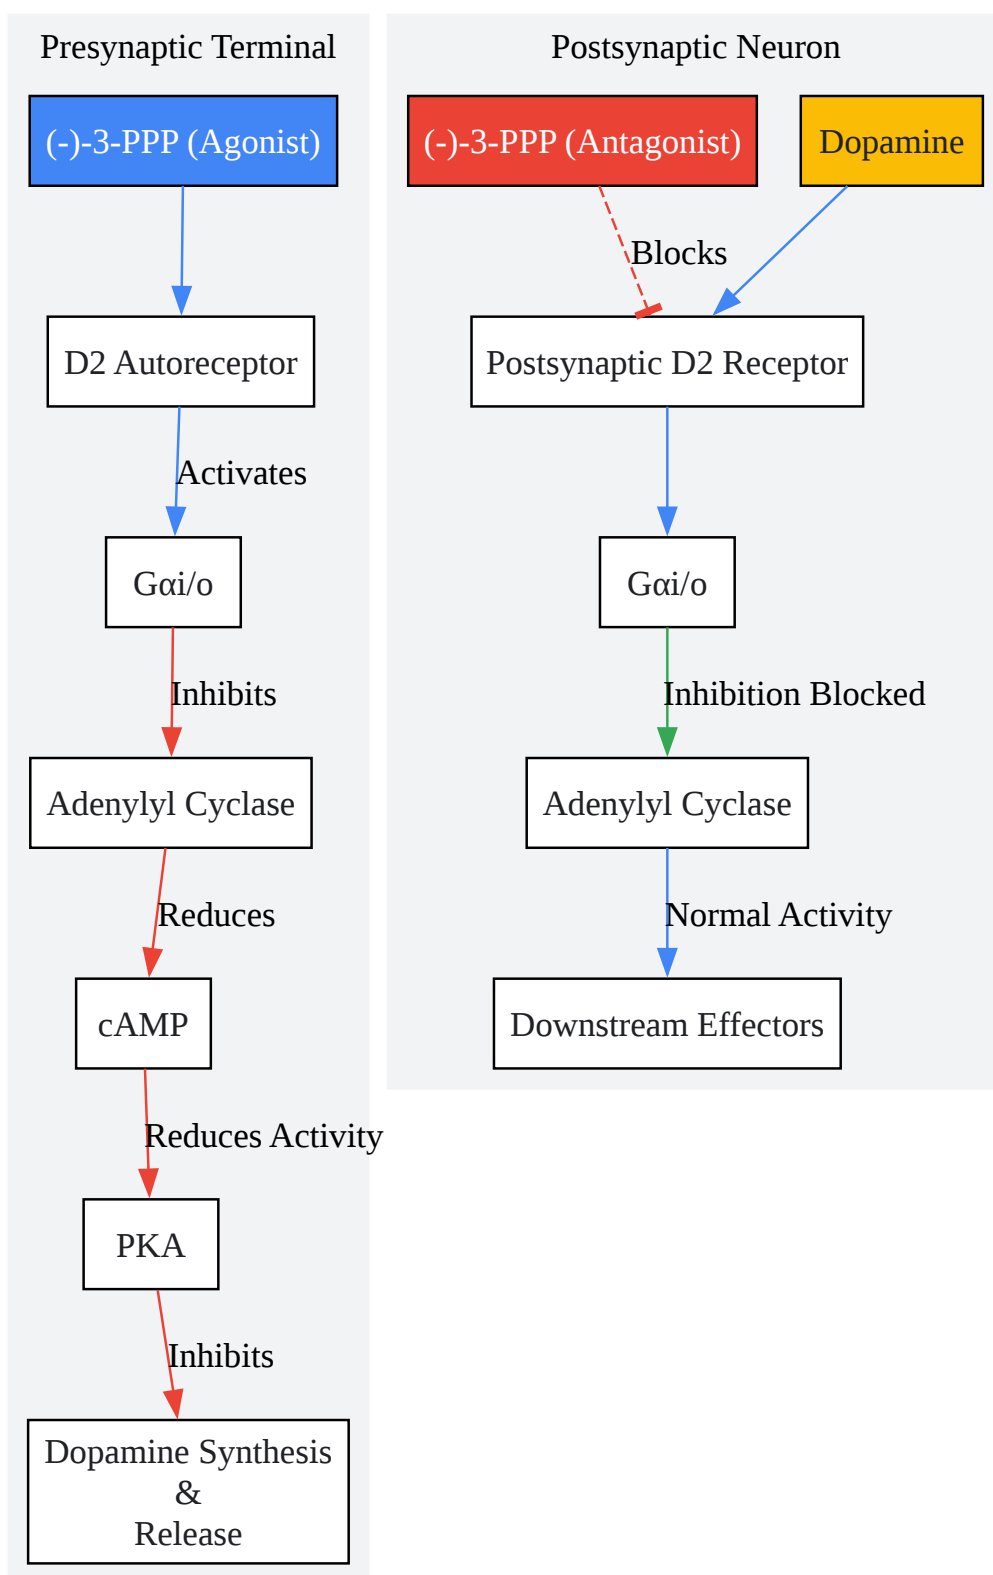 Presynaptic Terminal
(-)-3-PPP (Agonist)
D2 Autoreceptor
Activates
Gαi/o
Inhibits
Adenylyl Cyclase
Reduces
cAMP
Reduces Activity
PKA
Inhibits
Dopamine Synthesis
&
Release
Postsynaptic Neuron
(-)-3-PPP (Antagonist)
Dopamine
Blocks
Postsynaptic D2 Receptor
Gαi/o
Inhibition Blocked
Adenylyl Cyclase
Normal Activity
Downstream Effectors